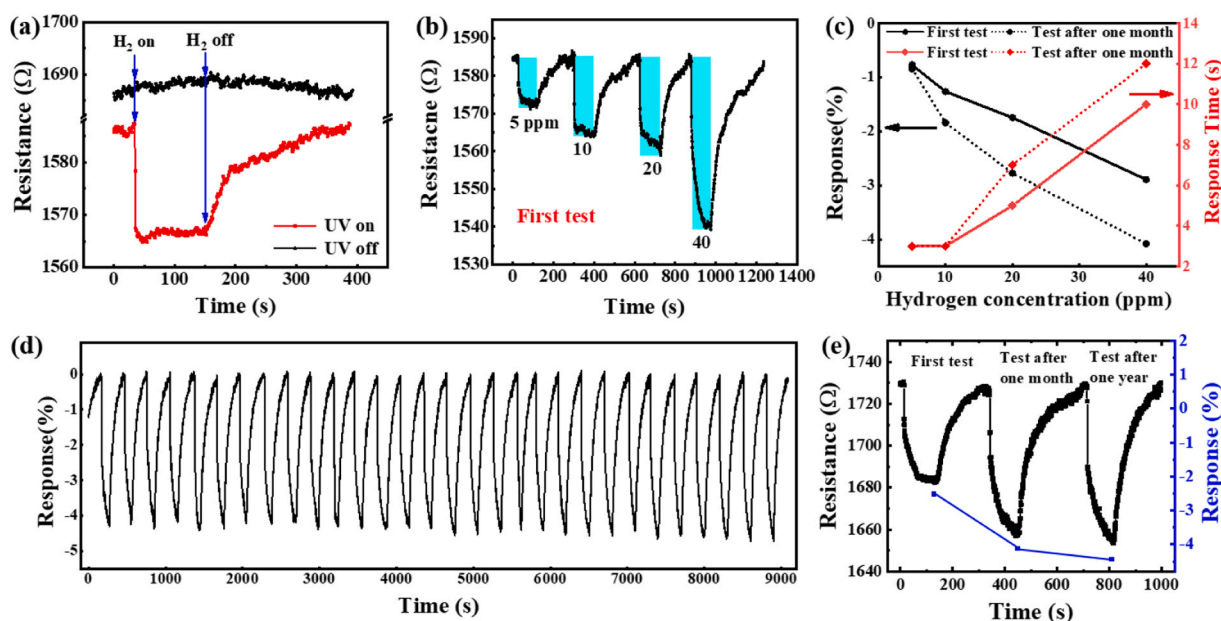 (a)
1700
1690
1580
1570
1560
Resistance (Ω)
H₂ on
H₂ off
UV on
UV off
0 100 200 300 400
Time (s)
(b)
1590
1580
1570
1560
1550
1540
1530
Resistacne (Ω)
5 ppm
10
20
40
First test
0 200 400 600 800 1000 1200 1400
Time (s)
(c)
0
-1
-2
-3
-4
Response(%)
First test
Test after one month
First test
Test after one month
14
12
10
8
6
4
2
Response Time (s)
0 10 20 30 40
Hydrogen concentration (ppm)
(d)
0
-1
-2
-3
-4
-5
Response(%)
0 1000 2000 3000 4000 5000 6000 7000 8000 9000
Time (s)
(e)
1740
1720
1700
1680
1660
1640
Resistance (Ω)
First test
Test after
one month
Test after
one year
2
1
0
-1
-2
-3
-4
Response (%)
0 200 400 600 800 1000
Time (s)